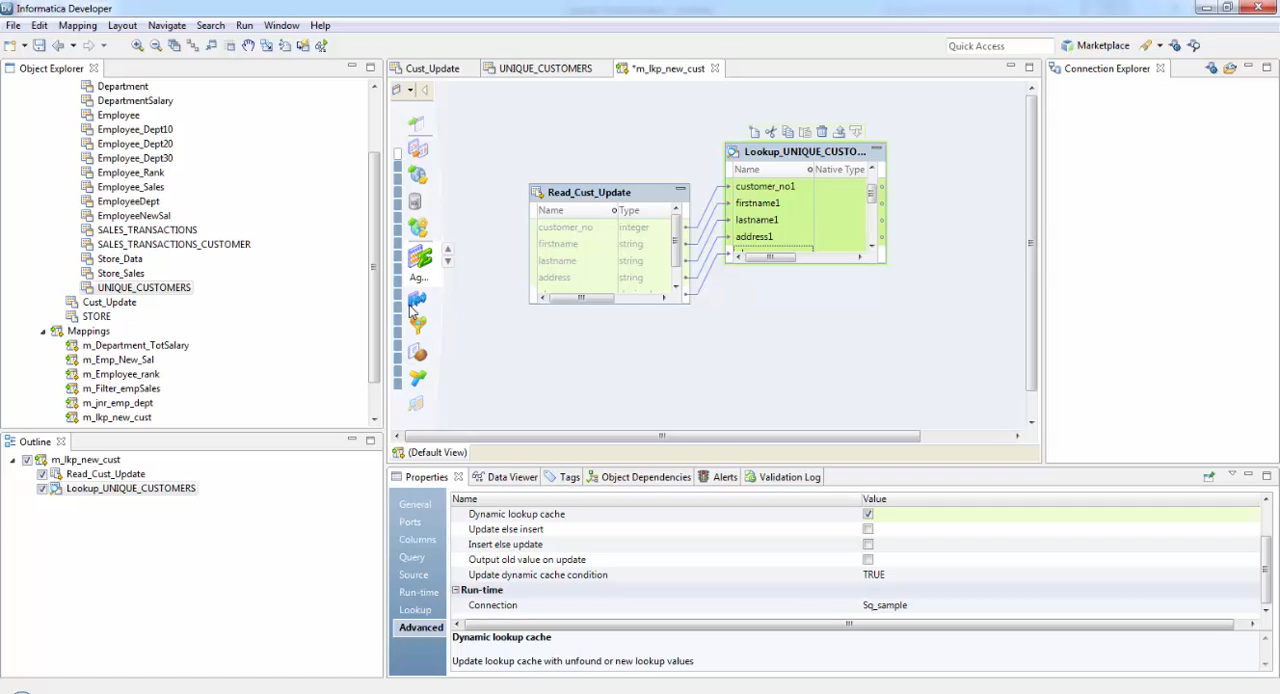 Informatica Developer
File Edit Mapping Layout Navigate Search Run Window Help
Quick Access Marketplace
Object Explorer
Department
DepartmentSalary
Employee
Employee_Dept10
Employee_Dept20
Employee_Dept30
Employee_Rank
Employee_Sales
EmployeeDept
EmployeeNewSal
SALES_TRANSACTIONS
SALES_TRANSACTIONS_CUSTOMER
Store_Data
Store_Sales
UNIQUE_CUSTOMERS
Cust_Update
STORE
Mappings
m_Department_TotSalary
m_Emp_New_Sal
m_Employee_rank
m_Filter_empSales
m_jnr_emp_dept
m_lkp_new_cust
Outline
m_lkp_new_cust
Read_Cust_Update
Lookup_UNIQUE_CUSTOMERS
Cust_Update UNIQUE_CUSTOMERS *m_lkp_new_cust
Ag...
Read_Cust_Update
Name Type
customer_no integer
firstname string
lastname string
address string
Lookup_UNIQUE_CUSTO...
Name Native Type
customer_no1
firstname1
lastname1
address1
(Default View)
Connection Explorer
Properties Data Viewer Tags Object Dependencies Alerts Validation Log
General
Ports
Columns
Query
Source
Run-time
Lookup
Advanced
Name Value
Dynamic lookup cache
Update else insert
Insert else update
Output old value on update
Update dynamic cache condition TRUE
Run-time
Connection Sq_sample
Dynamic lookup cache
Update lookup cache with unfound or new lookup values